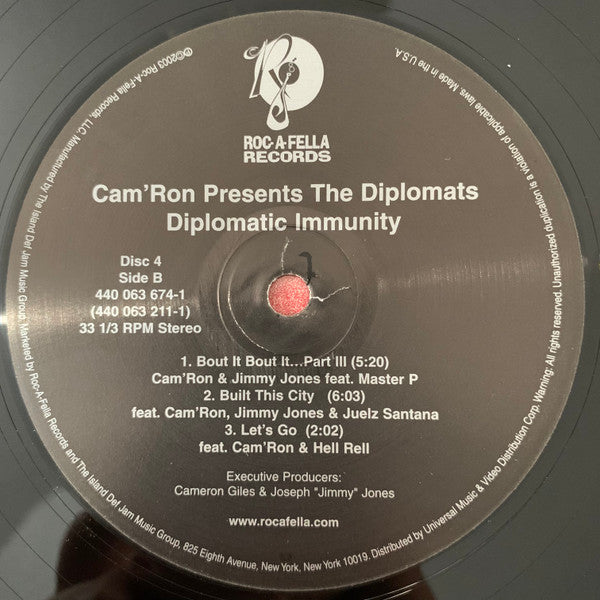 ROC-A-FELLA
RECORDS
Cam'Ron Presents The Diplomats
Diplomatic Immunity
Disc 4
Side B
440 063 674-1
(440 063 211-1)
33 1/3 RPM Stereo
1. Bout It Bout It...Part III (5:20)
Cam'Ron & Jimmy Jones feat. Master P
2. Built This City (6:03)
feat. Cam'Ron, Jimmy Jones & Juelz Santana
3. Let's Go (2:02)
feat. Cam'Ron & Hell Rell
Executive Producers:
Cameron Giles & Joseph "Jimmy" Jones
www.rocafella.com
℗©2003 Roc-A-Fella Records, LLC. Manufactured by The Island Def Jam Music Group. Marketed by Roc-A-Fella Records and The Island Def Jam Music Group, 825 Eighth Avenue, New York, New York 10019. Distributed by Universal Music & Video Distribution Corp. Warning: All rights reserved. Unauthorized duplication is a violation of applicable laws. Made in the U.S.A.